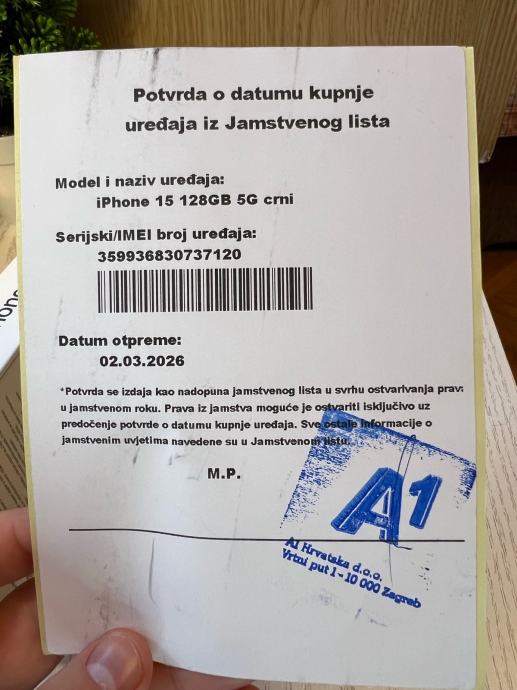 Potvrda o datumu kupnje
uređaja iz Jamstvenog lista
Model i naziv uređaja:
iPhone 15 128GB 5G crni
Serijski/IMEI broj uređaja:
359936830737120
Datum otpreme:
02.03.2026
*Potvrda se izdaja kao nadopuna jamstvenog lista u svrhu ostvarivanja prava
u jamstvenom roku. Prava iz jamstva moguće je ostvariti isključivo uz
predočenje potvrde o datumu kupnje uređaja. Sve ostale informacije o
jamstvenim uvjetima navedene su u Jamstvenom listu.
M.P.
A1
A1 Hrvatska d.o.o.
Vrtni put 1 - 10 000 Zagreb